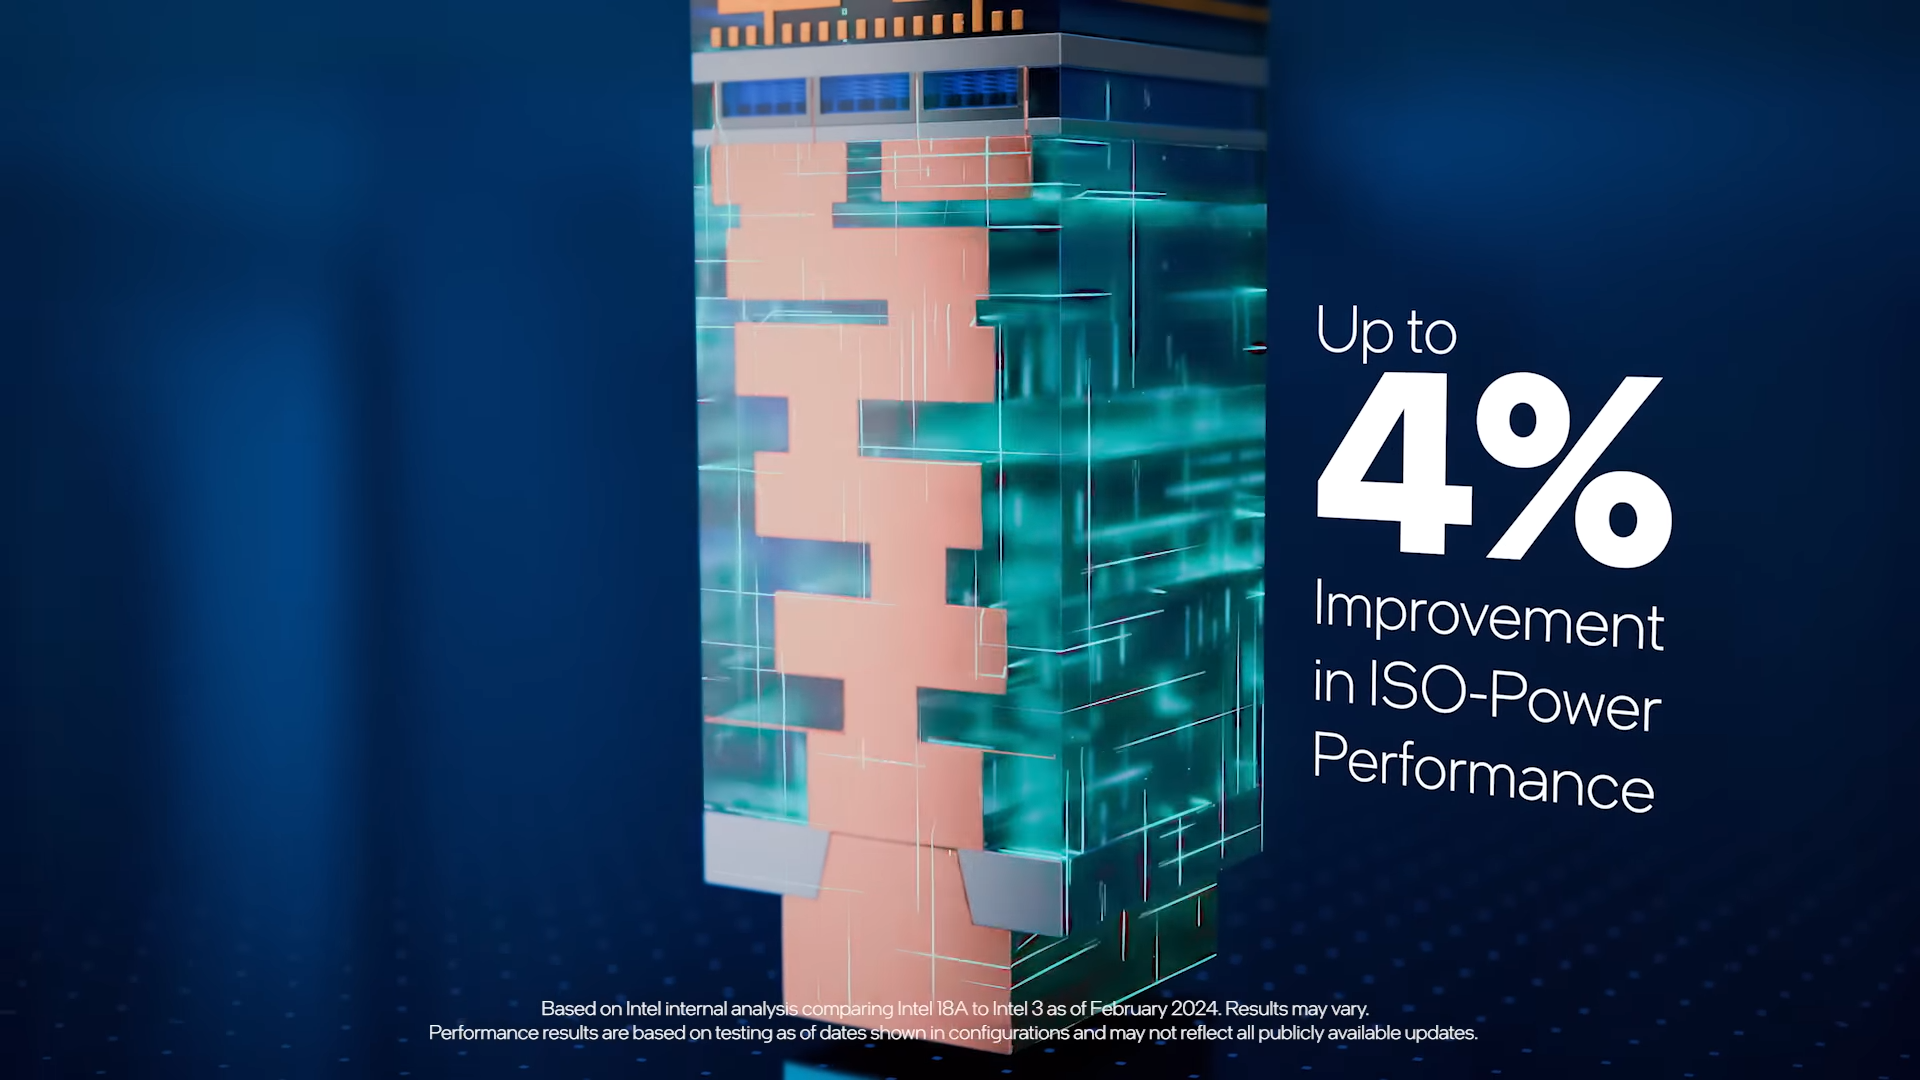 Up to
4%
Improvement
in ISO-Power
Performance
Based on Intel internal analysis comparing Intel 18A to Intel 3 as of February 2024. Results may vary.
Performance results are based on testing as of dates shown in configurations and may not reflect all publicly available updates.